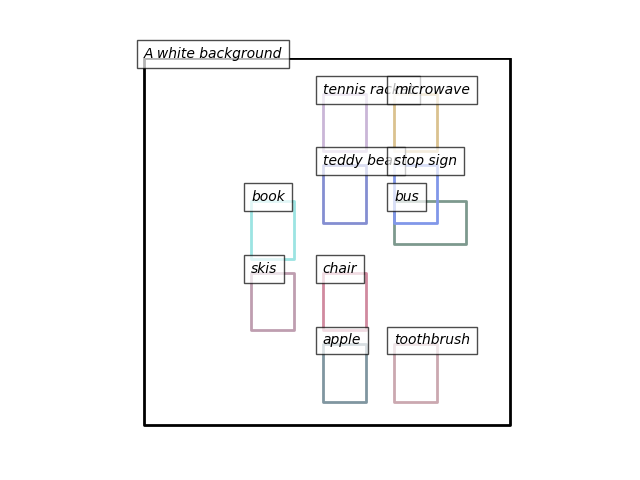 A white background
tennis racket
microwave
teddy bear
stop sign
book
bus
skis
chair
apple
toothbrush